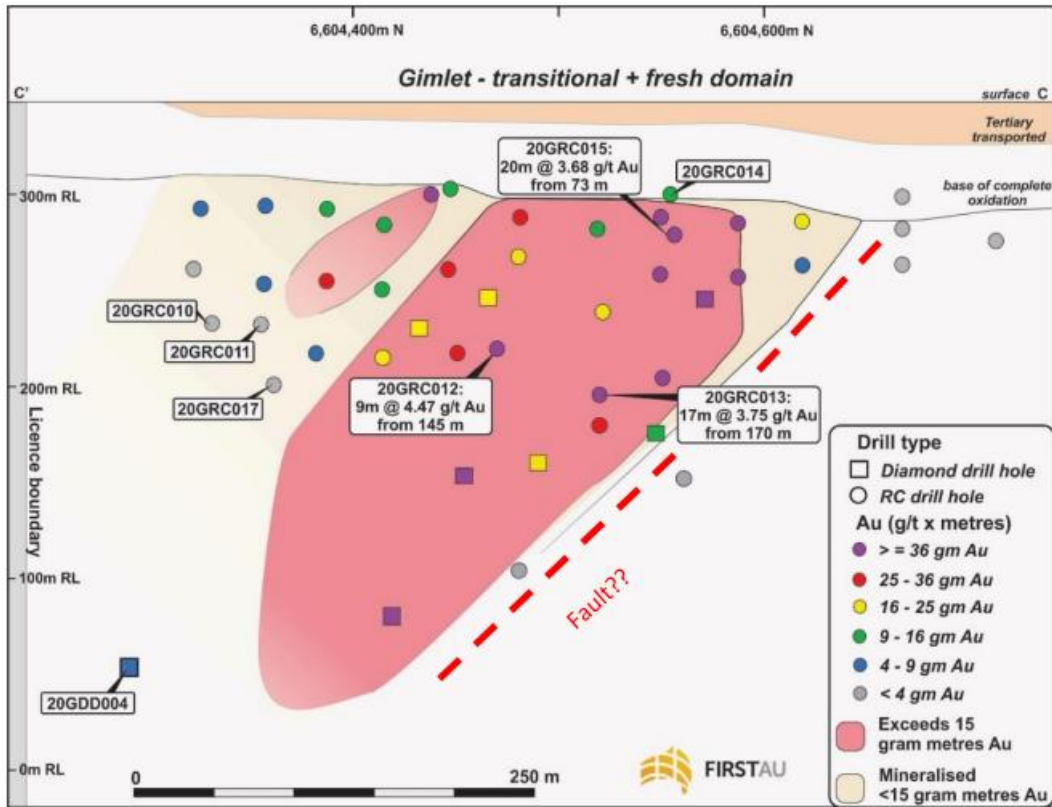 6,604,400m N
6,604,600m N
Gimlet - transitional + fresh domain
C'
surface C
Tertiary
transported
20GRC015:
20m @ 3.68 g/t Au
from 73 m
20GRC014
300m RL
base of complete
oxidation
20GRC010
20GRC011
200m RL
20GRC017
20GRC012:
9m @ 4.47 g/t Au
from 145 m
20GRC013:
17m @ 3.75 g/t Au
from 170 m
Licence boundary
100m RL
Fault??
20GDD004
0m RL
0
250 m
FIRSTAU
Drill type
Diamond drill hole
RC drill hole
Au (g/t x metres)
> = 36 gm Au
25 - 36 gm Au
16 - 25 gm Au
9 - 16 gm Au
4 - 9 gm Au
< 4 gm Au
Exceeds 15
gram metres Au
Mineralised
<15 gram metres Au